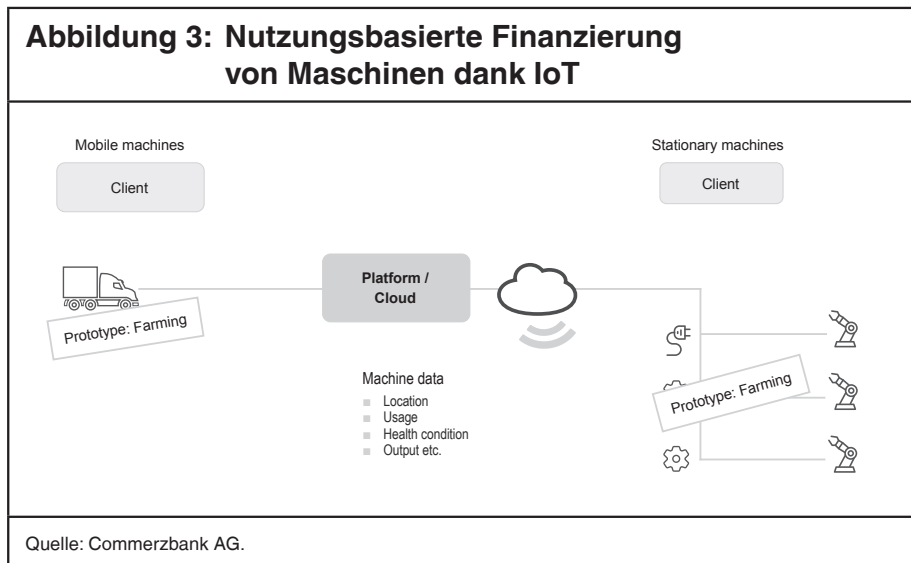 Abbildung 3: Nutzungsbasierte Finanzierung
von Maschinen dank IoT
Mobile machines
Client
Stationary machines
Client
Platform /
Cloud
Prototype: Farming
Machine data
Location
Usage
Health condition
Output etc.
Prototype: Farming
Quelle: Commerzbank AG.